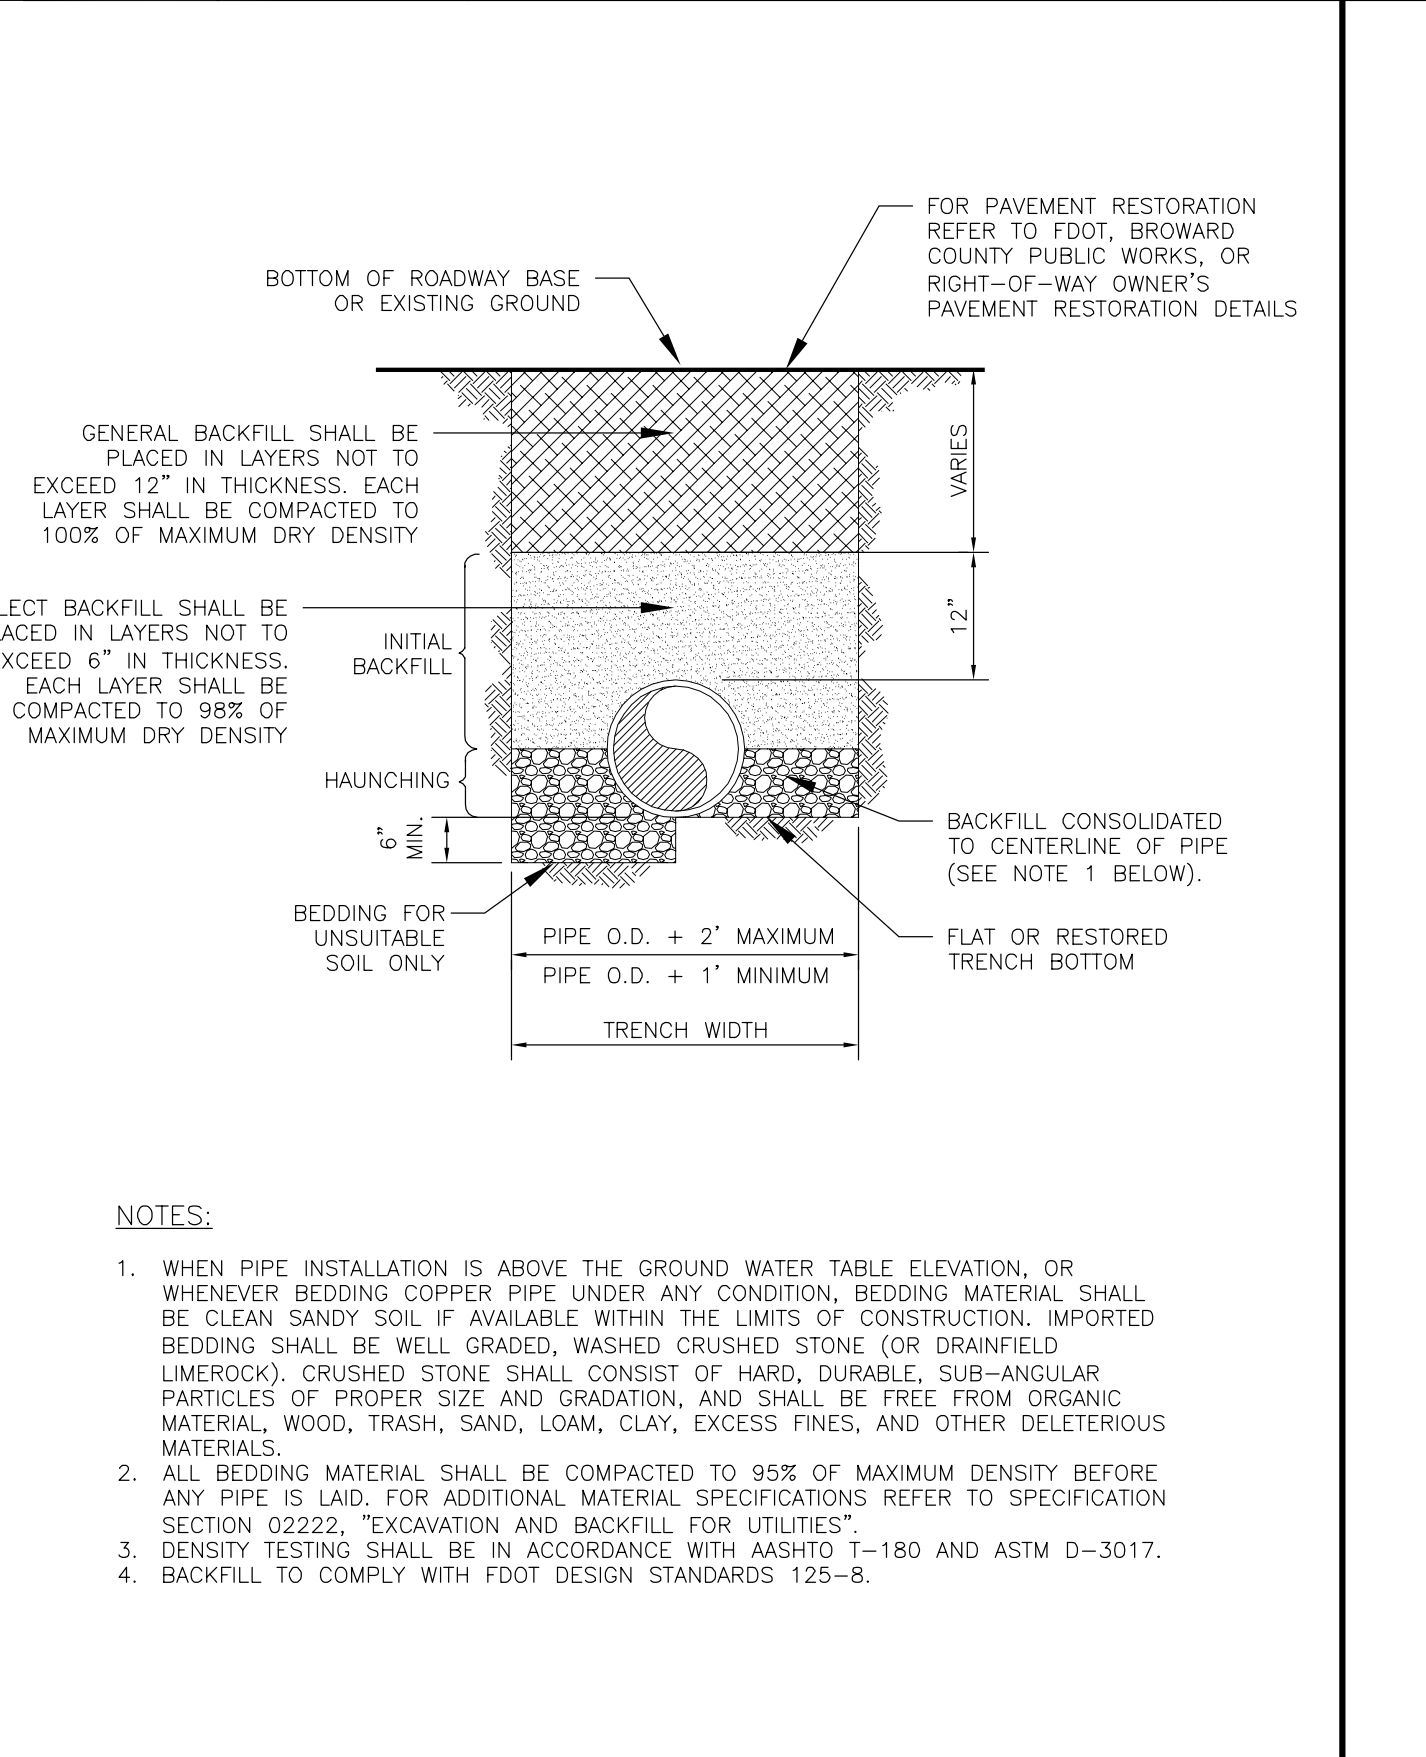 FOR PAVEMENT RESTORATION
REFER TO FDOT, BROWARD
COUNTY PUBLIC WORKS, OR
RIGHT-OF-WAY OWNER'S
PAVEMENT RESTORATION DETAILS
BOTTOM OF ROADWAY BASE
OR EXISTING GROUND
GENERAL BACKFILL SHALL BE
PLACED IN LAYERS NOT TO
EXCEED 12" IN THICKNESS. EACH
LAYER SHALL BE COMPACTED TO
100% OF MAXIMUM DRY DENSITY
VARIES
LECT BACKFILL SHALL BE
ACED IN LAYERS NOT TO
XCEED 6" IN THICKNESS.
EACH LAYER SHALL BE
COMPACTED TO 98% OF
MAXIMUM DRY DENSITY
INITIAL
BACKFILL
12"
HAUNCHING
6"
MIN.
BACKFILL CONSOLIDATED
TO CENTERLINE OF PIPE
(SEE NOTE 1 BELOW).
BEDDING FOR
UNSUITABLE
SOIL ONLY
PIPE O.D. + 2' MAXIMUM
PIPE O.D. + 1' MINIMUM
FLAT OR RESTORED
TRENCH BOTTOM
TRENCH WIDTH
NOTES:
1. WHEN PIPE INSTALLATION IS ABOVE THE GROUND WATER TABLE ELEVATION, OR
WHENEVER BEDDING COPPER PIPE UNDER ANY CONDITION, BEDDING MATERIAL SHALL
BE CLEAN SANDY SOIL IF AVAILABLE WITHIN THE LIMITS OF CONSTRUCTION. IMPORTED
BEDDING SHALL BE WELL GRADED, WASHED CRUSHED STONE (OR DRAINFIELD
LIMEROCK). CRUSHED STONE SHALL CONSIST OF HARD, DURABLE, SUB-ANGULAR
PARTICLES OF PROPER SIZE AND GRADATION, AND SHALL BE FREE FROM ORGANIC
MATERIAL, WOOD, TRASH, SAND, LOAM, CLAY, EXCESS FINES, AND OTHER DELETERIOUS
MATERIALS.
2. ALL BEDDING MATERIAL SHALL BE COMPACTED TO 95% OF MAXIMUM DENSITY BEFORE
ANY PIPE IS LAID. FOR ADDITIONAL MATERIAL SPECIFICATIONS REFER TO SPECIFICATION
SECTION 02222, "EXCAVATION AND BACKFILL FOR UTILITIES".
3. DENSITY TESTING SHALL BE IN ACCORDANCE WITH AASHTO T-180 AND ASTM D-3017.
4. BACKFILL TO COMPLY WITH FDOT DESIGN STANDARDS 125-8.